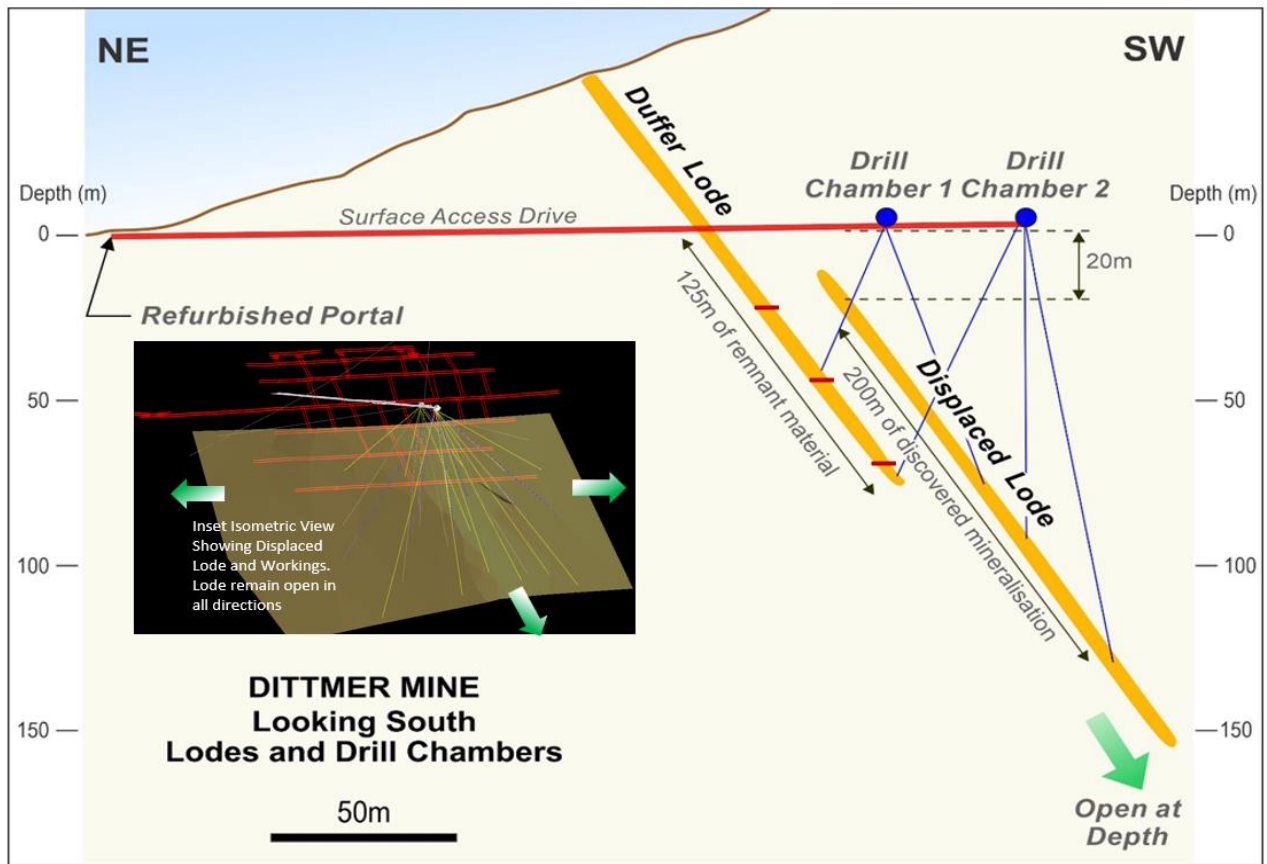 NE
SW
Duffer Lode
Drill
Chamber 1
Drill
Chamber 2
Depth (m)
Depth (m)
Surface Access Drive
0
0
20m
Refurbished Portal
125m of remnant material
Displaced Lode
200m of discovered mineralisation
50
50
Inset Isometric View
Showing Displaced
Lode and Workings.
Lode remain open in
all directions
100
100
DITTMER MINE
Looking South
Lodes and Drill Chambers
150
150
50m
Open at
Depth